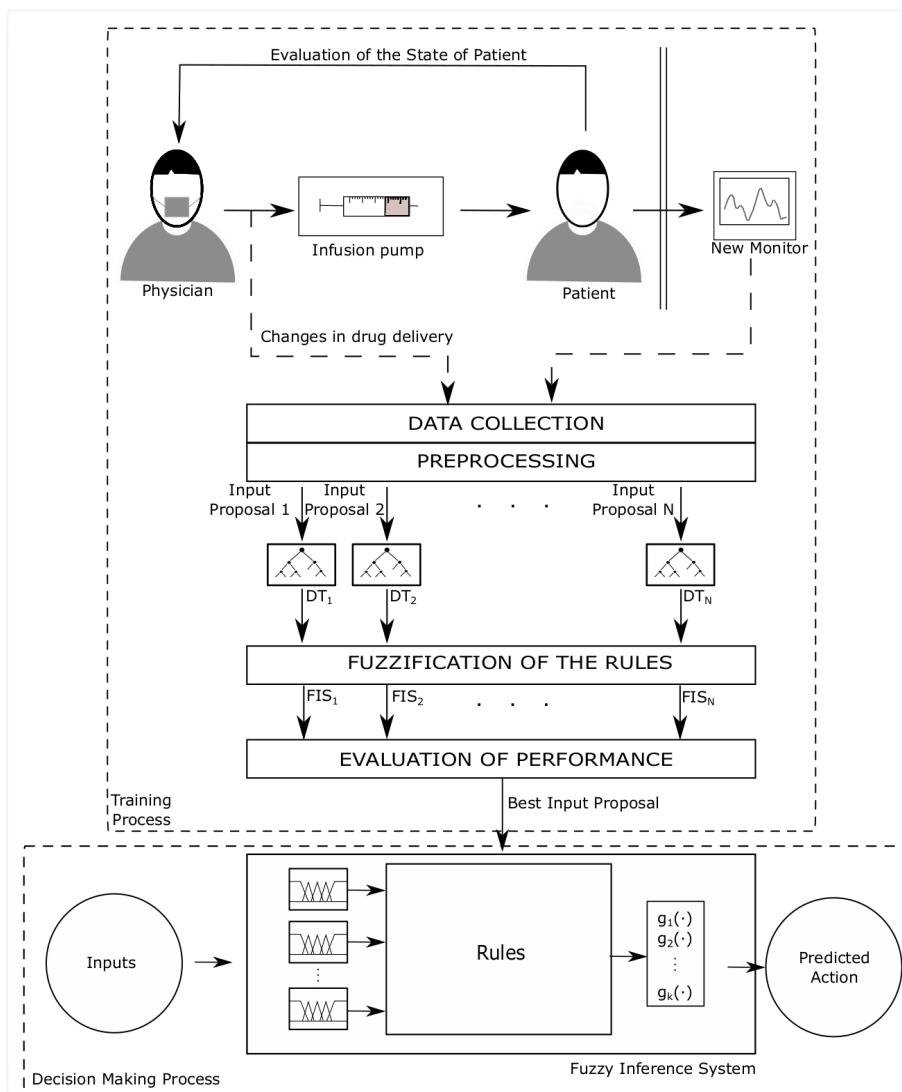 Evaluation of the State of Patient
Infusion pump
New Monitor
Physician
Patient
Changes in drug delivery
DATA COLLECTION
PREPROCESSING
Input
Proposal 1
Input
Proposal 2
. . .
Input
Proposal N
DT1
DT2
DTN
FUZZIFICATION OF THE RULES
FIS1
FIS2
. . .
FISN
EVALUATION OF PERFORMANCE
Training
Process
Best Input Proposal
Inputs
Rules
g1(·)
g2(·)
⋮
gk(·)
Predicted
Action
Fuzzy Inference System
Decision Making Process